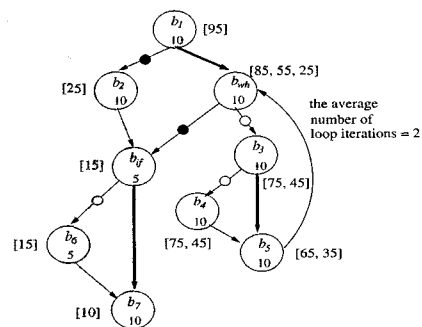 b1
10
[95]
b2
10
[25]
bwh
10
[85, 55, 25]
the average
number of
loop iterations = 2
bif
5
[15]
b3
10
[75, 45]
b4
10
[75, 45]
b5
10
[65, 35]
b6
5
[15]
b7
10
[10]